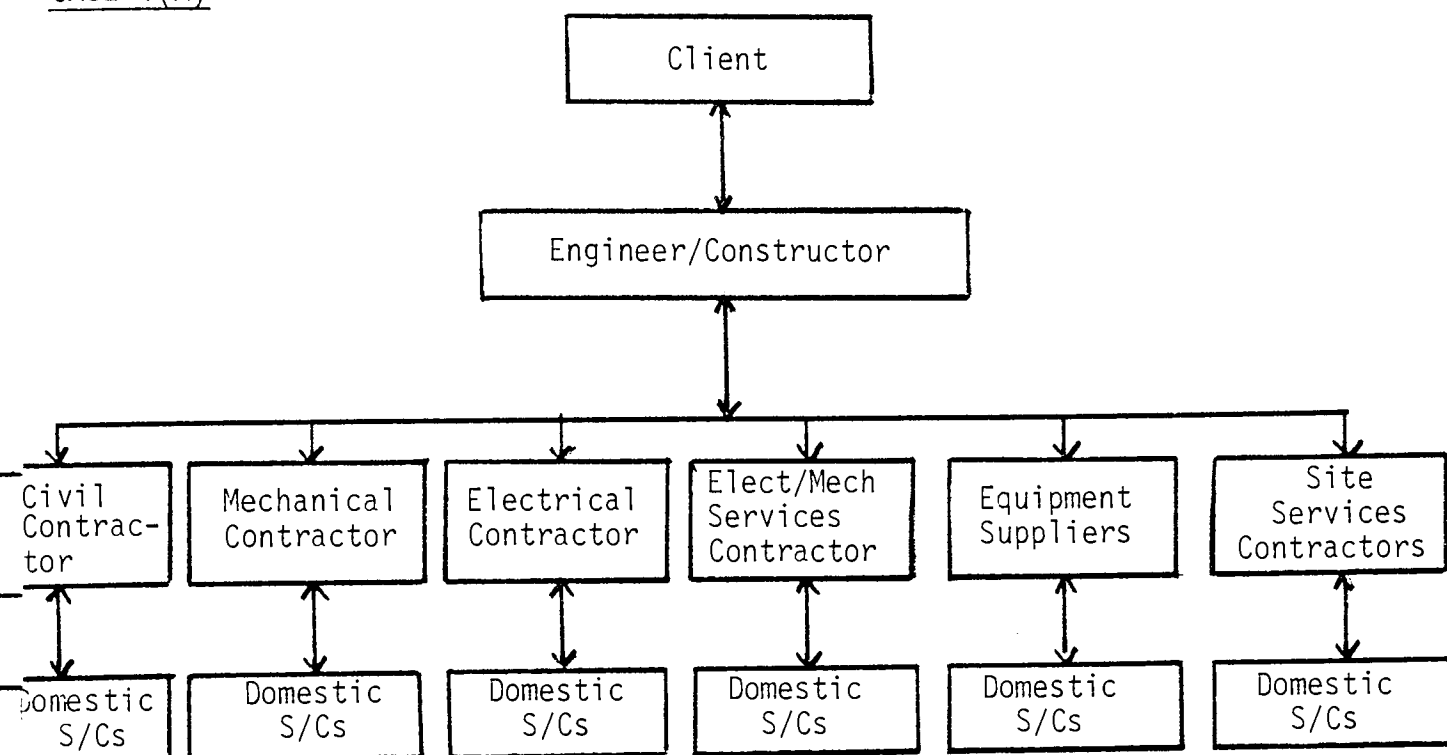 Client
Engineer/Constructor
Civil
Contrac-
tor
Mechanical
Contractor
Electrical
Contractor
Elect/Mech
Services
Contractor
Equipment
Suppliers
Site
Services
Contractors
Domestic
S/Cs
Domestic
S/Cs
Domestic
S/Cs
Domestic
S/Cs
Domestic
S/Cs
Domestic
S/Cs